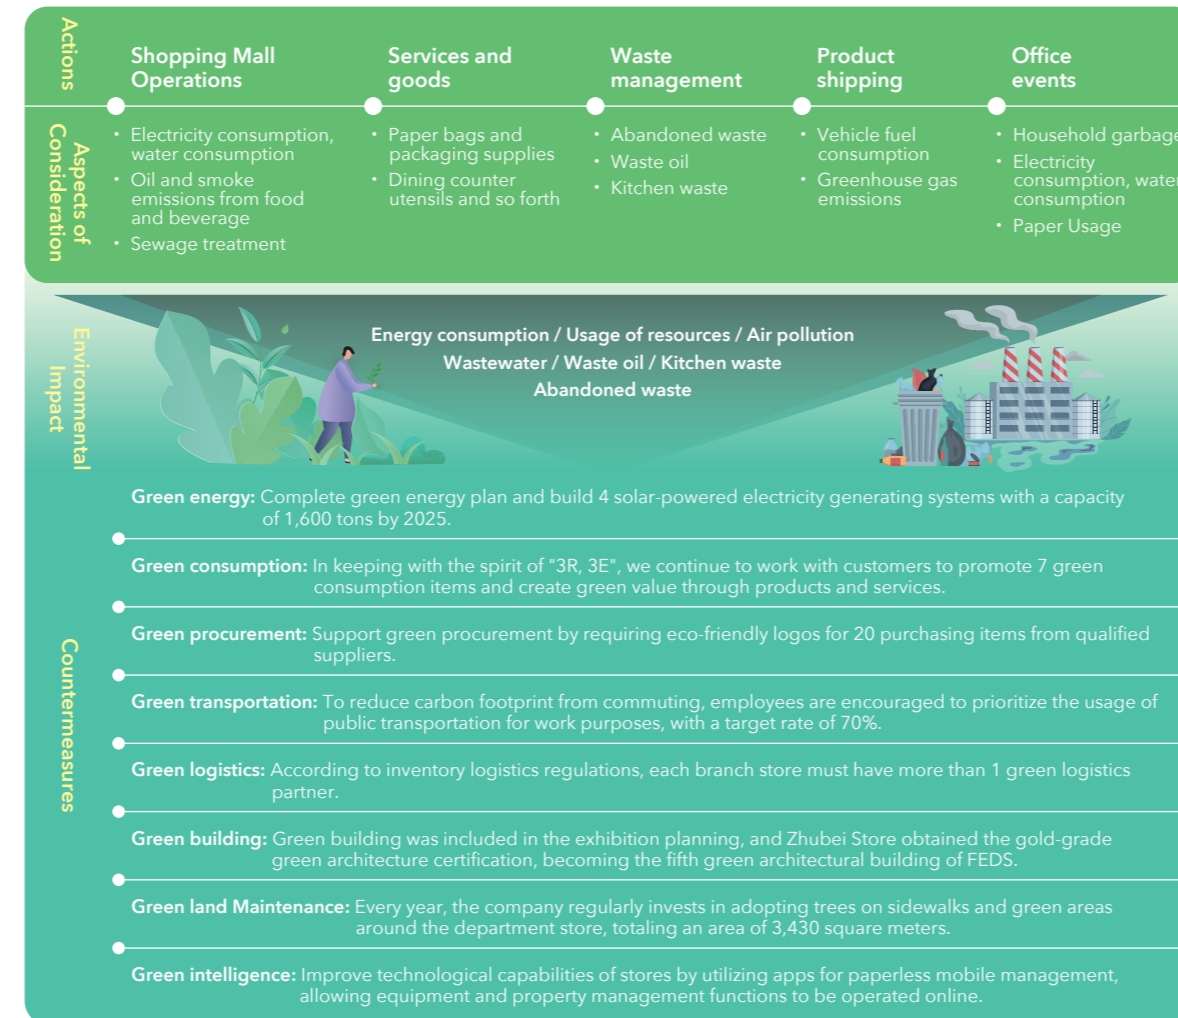 Actions
Shopping Mall
Operations
Services and
goods
Waste
management
Product
shipping
Office
events
Aspects of
Consideration
• Electricity consumption,
water consumption
• Oil and smoke
emissions from food
and beverage
• Sewage treatment
• Paper bags and
packaging supplies
• Dining counter
utensils and so forth
• Abandoned waste
• Waste oil
• Kitchen waste
• Vehicle fuel
consumption
• Greenhouse gas
emissions
• Household garbage
• Electricity
consumption, water
consumption
• Paper Usage
Environmental
Impact
Energy consumption / Usage of resources / Air pollution
Wastewater / Waste oil / Kitchen waste
Abandoned waste
Countermeasures
Green energy: Complete green energy plan and build 4 solar-powered electricity generating systems with a capacity
of 1,600 tons by 2025.
Green consumption: In keeping with the spirit of "3R, 3E", we continue to work with customers to promote 7 green
consumption items and create green value through products and services.
Green procurement: Support green procurement by requiring eco-friendly logos for 20 purchasing items from qualified
suppliers.
Green transportation: To reduce carbon footprint from commuting, employees are encouraged to prioritize the usage of
public transportation for work purposes, with a target rate of 70%.
Green logistics: According to inventory logistics regulations, each branch store must have more than 1 green logistics
partner.
Green building: Green building was included in the exhibition planning, and Zhubei Store obtained the gold-grade
green architecture certification, becoming the fifth green architectural building of FEDS.
Green land Maintenance: Every year, the company regularly invests in adopting trees on sidewalks and green areas
around the department store, totaling an area of 3,430 square meters.
Green intelligence: Improve technological capabilities of stores by utilizing apps for paperless mobile management,
allowing equipment and property management functions to be operated online.